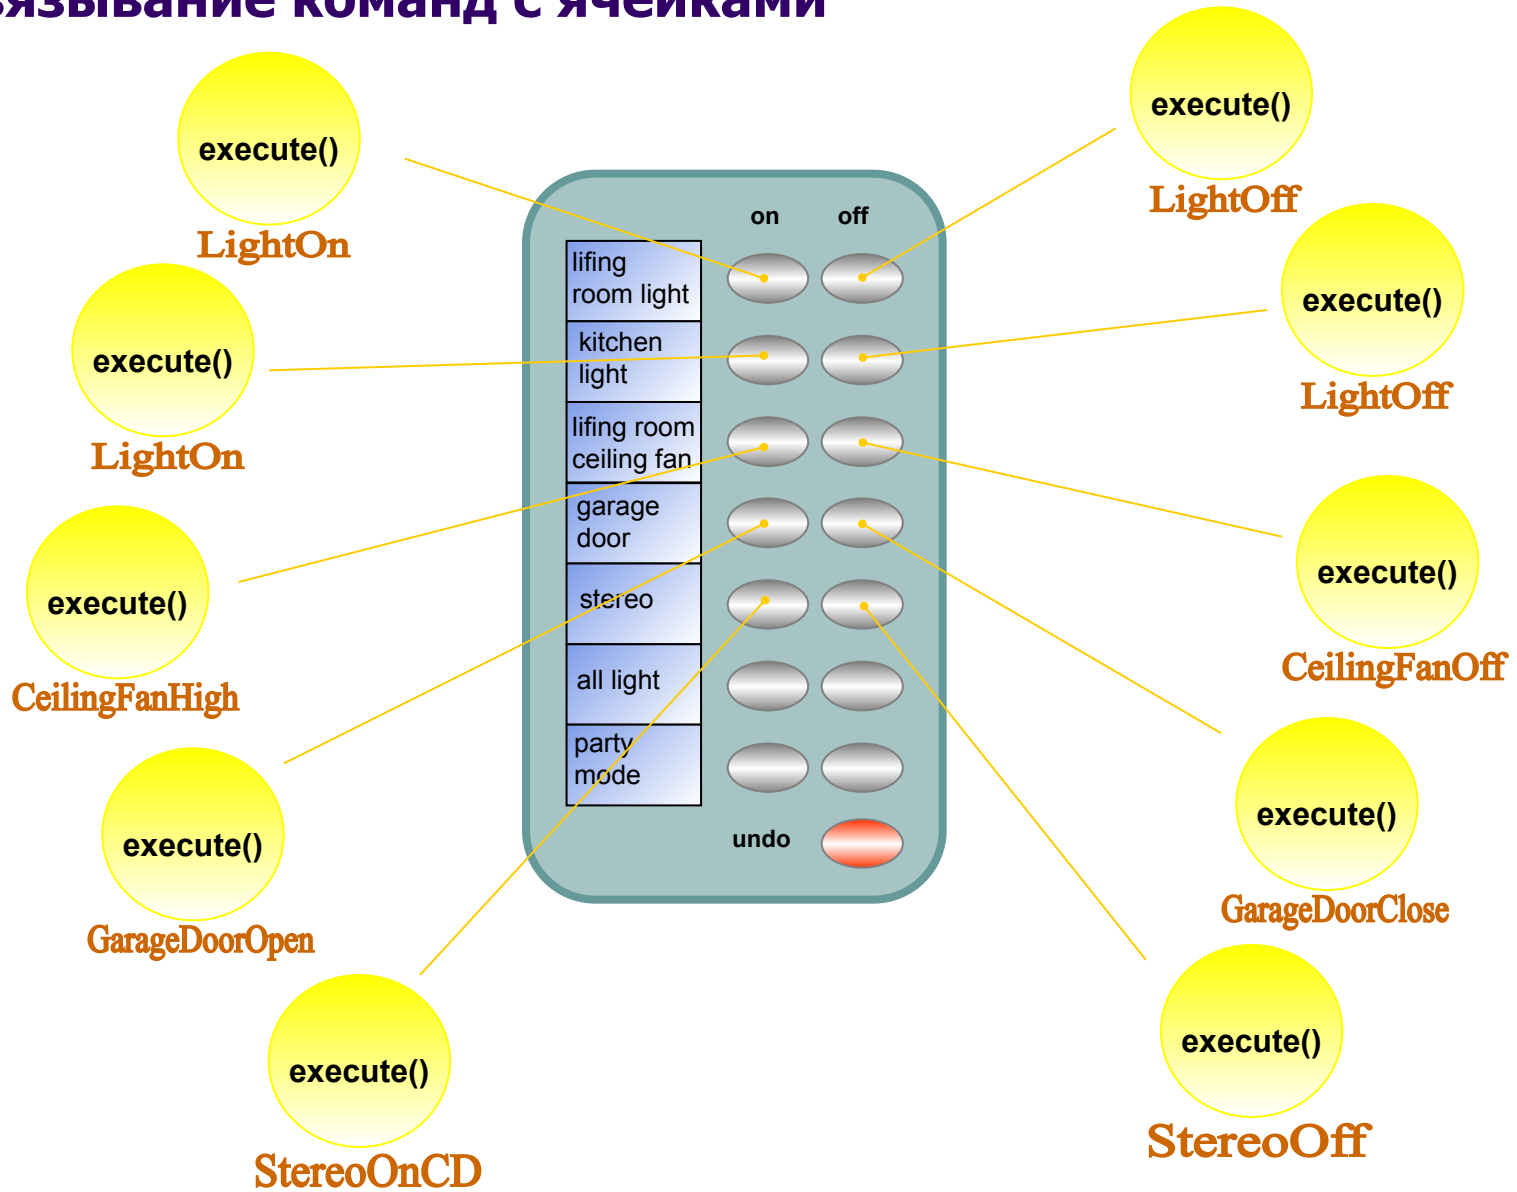 связывание команд с ячейками
execute()
LightOn
execute()
LightOff
on off
lifing
room light
execute()
LightOff
kitchen
light
execute()
LightOn
lifing room
ceiling fan
garage
door
execute()
CeilingFanOff
execute()
CeilingFanHigh
stereo
all light
party
mode
undo
execute()
GarageDoorOpen
execute()
GarageDoorClose
execute()
StereoOnCD
execute()
StereoOff